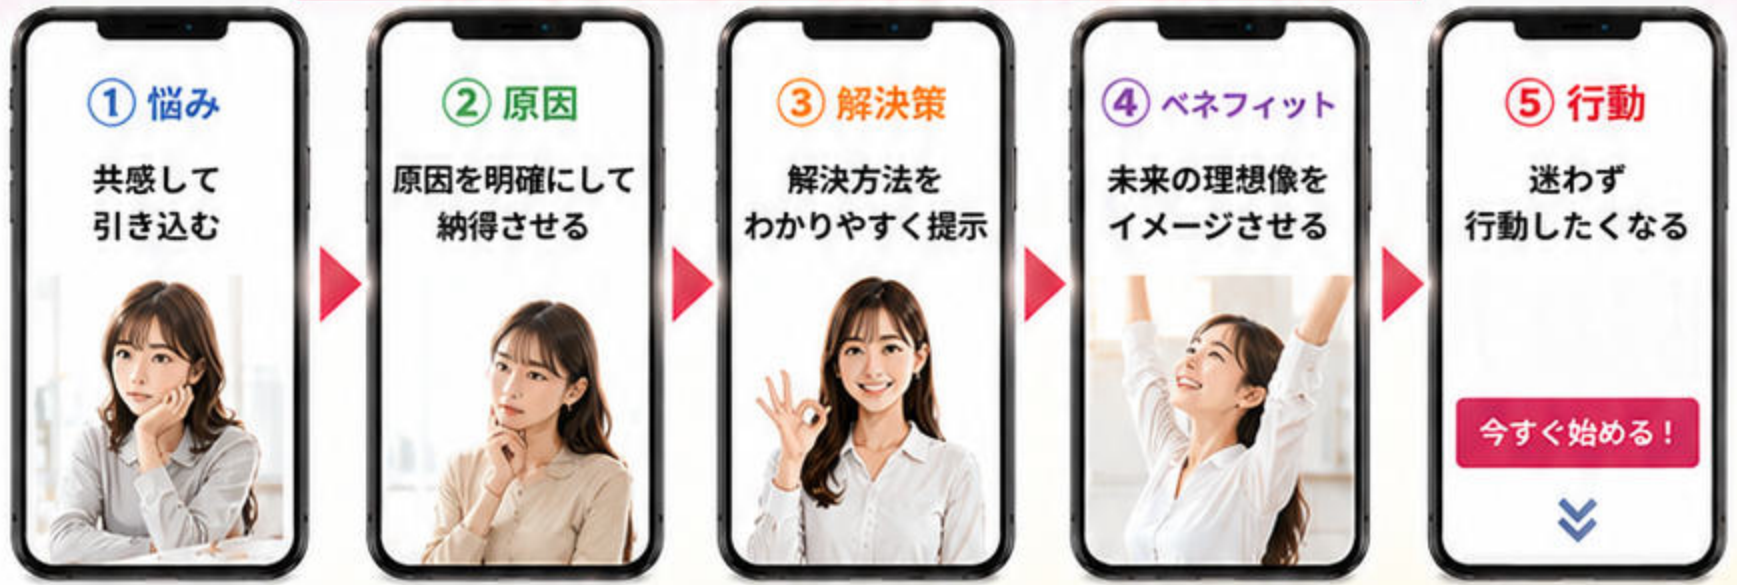 ① 悩み
共感して
引き込む
② 原因
原因を明確にして
納得させる
③ 解決策
解決方法を
わかりやすく提示
④ ベネフィット
未来の理想像を
イメージさせる
⑤ 行動
迷わず
行動したくなる
今すぐ始める！